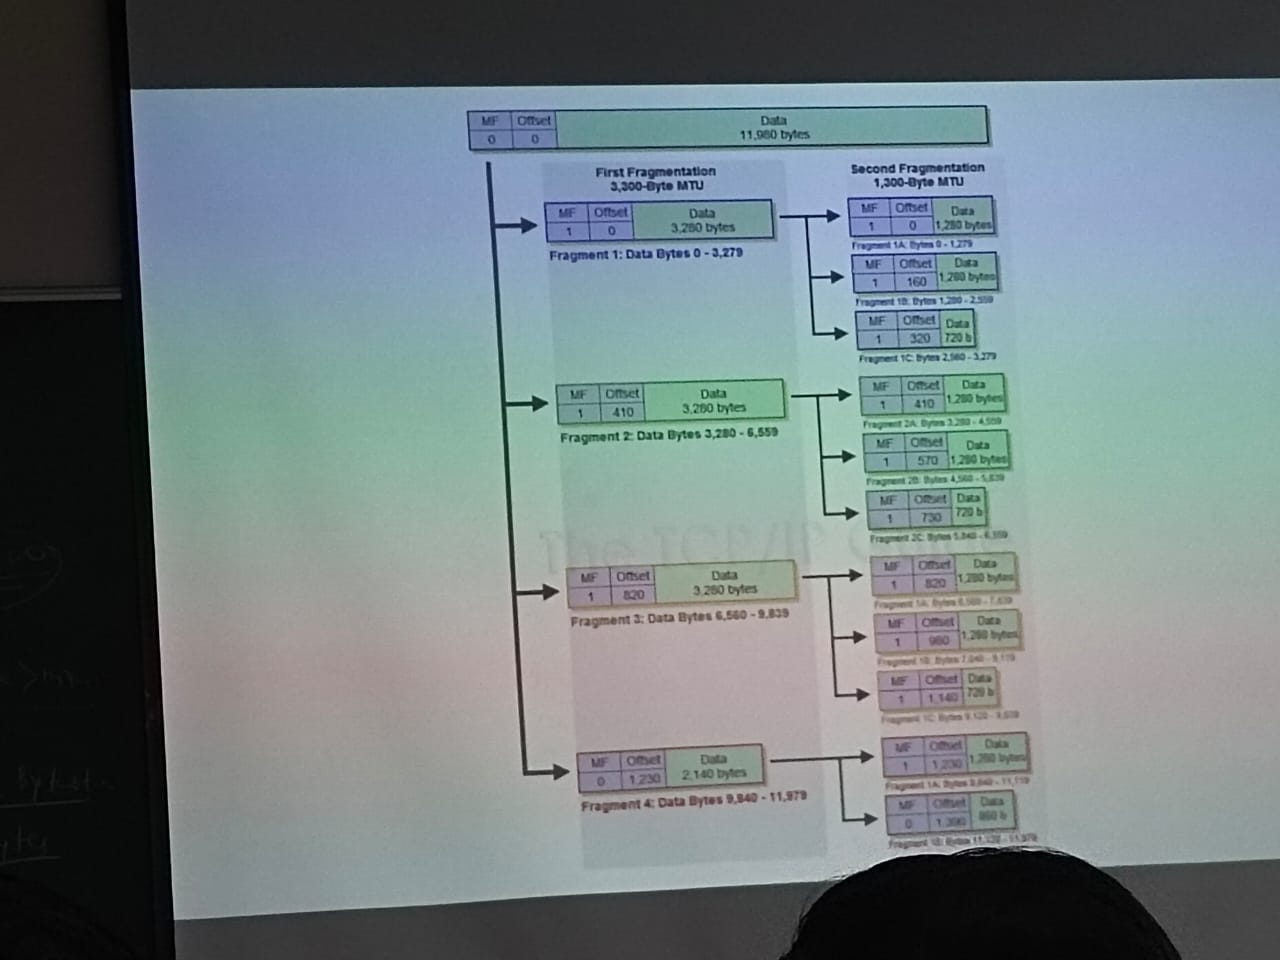 MF Offset Data
0 0 11,980 bytes
First Fragmentation
3,300-Byte MTU
Second Fragmentation
1,300-Byte MTU
MF Offset Data
1 0 3,280 bytes
Fragment 1: Data Bytes 0 - 3,279
MF Offset Data
1 0 1,280 bytes
Fragment 1A: Bytes 0 - 1,279
MF Offset Data
1 160 1,280 bytes
Fragment 1B: Bytes 1,280 - 2,559
MF Offset Data
1 320 720 b
Fragment 1C: Bytes 2,560 - 3,279
MF Offset Data
1 410 3,280 bytes
Fragment 2: Data Bytes 3,280 - 6,559
MF Offset Data
1 410 1,280 bytes
Fragment 2A: Bytes 3,280 - 4,559
MF Offset Data
1 570 1,280 bytes
Fragment 2B: Bytes 4,560 - 5,839
MF Offset Data
1 730 720 b
Fragment 2C: Bytes 5,840 - 6,559
The TCP/IP
MF Offset Data
1 820 3,280 bytes
Fragment 3: Data Bytes 6,560 - 9,839
MF Offset Data
1 820 1,280 bytes
Fragment 1A: Bytes 6,560 - 7,839
MF Offset Data
1 980 1,280 bytes
Fragment 1B: Bytes
MF Offset Data
1 1,140 720 b
Fragment 1C: Bytes 9,120 - 9,839
MF Offset Data
0 1,230 2,140 bytes
Fragment 4: Data Bytes 9,840 - 11,979
MF Offset Data
1 1,230 1,280 bytes
Fragment 1A: Bytes 9,840 - 11,119
MF Offset Data
0 1,390 860 b
Fragment 1B: Bytes 11,120 - 11,979